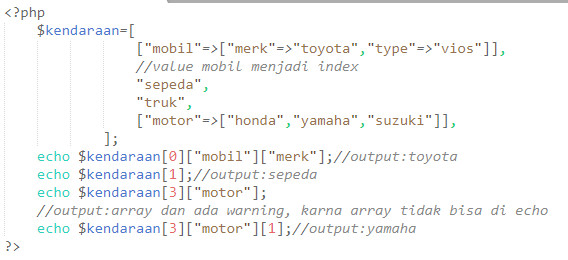 <?php
$kendaraan=[
["mobil"=>["merk"=>"toyota","type"=>"vios"]],
//value mobil menjadi index
"sepeda",
"truk",
["motor"=>["honda","yamaha","suzuki"]],
];
echo $kendaraan[0]["mobil"]["merk"];//output:toyota
echo $kendaraan[1];//output:sepeda
echo $kendaraan[3]["motor"];
//output:array dan ada warning, karna array tidak bisa di echo
echo $kendaraan[3]["motor"][1];//output:yamaha
?>